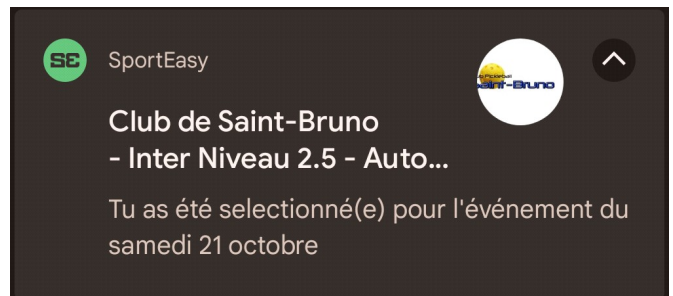 SE
SportEasy
Pickleball
Saint-Bruno
Club de Saint-Bruno
- Inter Niveau 2.5 - Auto...
Tu as été selectionné(e) pour l'événement du
samedi 21 octobre